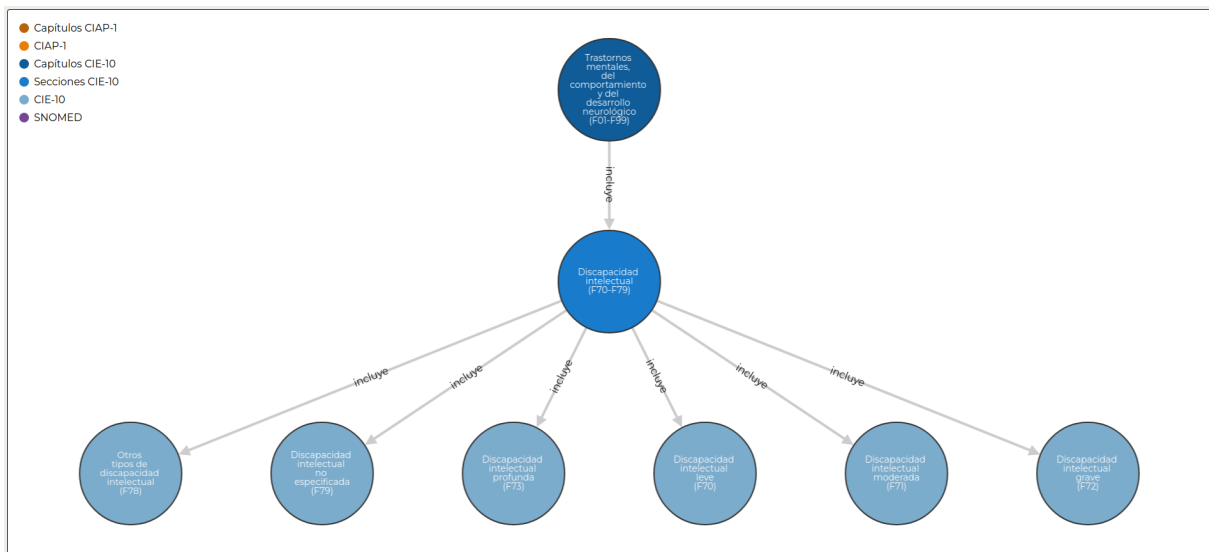 Capítulos CIAP-1
CIAP-1
Capítulos CIE-10
Secciones CIE-10
CIE-10
SNOMED
Trastornos
mentales,
del
comportamiento
y del
desarrollo
neurológico
(F01-F99)
incluye
Discapacidad
intelectual
(F70-F79)
incluye
incluye
incluye
incluye
incluye
incluye
Otros
tipos de
discapacidad
intelectual
(F78)
Discapacidad
intelectual
no
especificada
(F79)
Discapacidad
intelectual
profunda
(F73)
Discapacidad
intelectual
leve
(F70)
Discapacidad
intelectual
moderada
(F71)
Discapacidad
intelectual
grave
(F72)